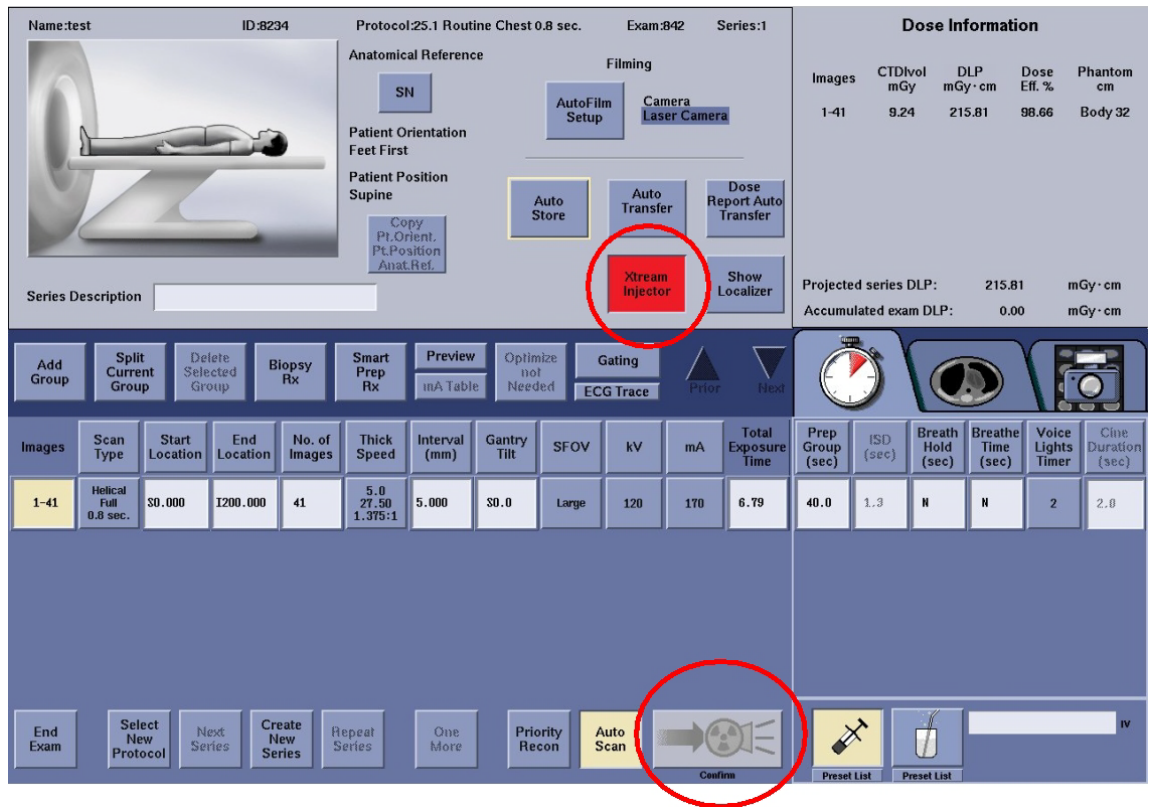 Name:test ID:8234 Protocol:25.1 Routine Chest 0.8 sec. Exam:842 Series:1
Anatomical Reference
SN
Patient Orientation
Feet First
Patient Position
Supine
Copy
Pt.Orient.
Pt.Position
Anat.Ref.
Filming
AutoFilm
Setup
Camera
Laser Camera
Auto
Store
Auto
Transfer
Dose
Report Auto
Transfer
Xtream
Injector
Show
Localizer
Series Description
Dose Information
Images CTDIvol mGy DLP mGy·cm Dose Eff. % Phantom cm
1-41 9.24 215.81 98.66 Body 32
Projected series DLP: 215.81 mGy·cm
Accumulated exam DLP: 0.00 mGy·cm
Add
Group
Split
Current
Group
Delete
Selected
Group
Biopsy
Rx
Smart
Prep
Rx
Preview
mA Table
Optimize
not
Needed
Gating
ECG Trace
Prior
Next
Images
Scan
Type
Start
Location
End
Location
No. of
Images
Thick
Speed
Interval
(mm)
Gantry
Tilt
SFOV
kV
mA
Total
Exposure
Time
Prep
Group
(sec)
ISD
(sec)
Breath
Hold
(sec)
Breathe
Time
(sec)
Voice
Lights
Timer
Cine
Duration
(sec)
1-41
Helical
Full
0.8 sec.
S0.000
I200.000
41
5.0
27.50
1.375:1
5.000
S0.0
Large
120
170
6.79
40.0
1.3
N
N
2
2.0
End
Exam
Select
New
Protocol
Next
Series
Create
New
Series
Repeat
Series
One
More
Priority
Recon
Auto
Scan
Confirm
Preset List
Preset List
IV